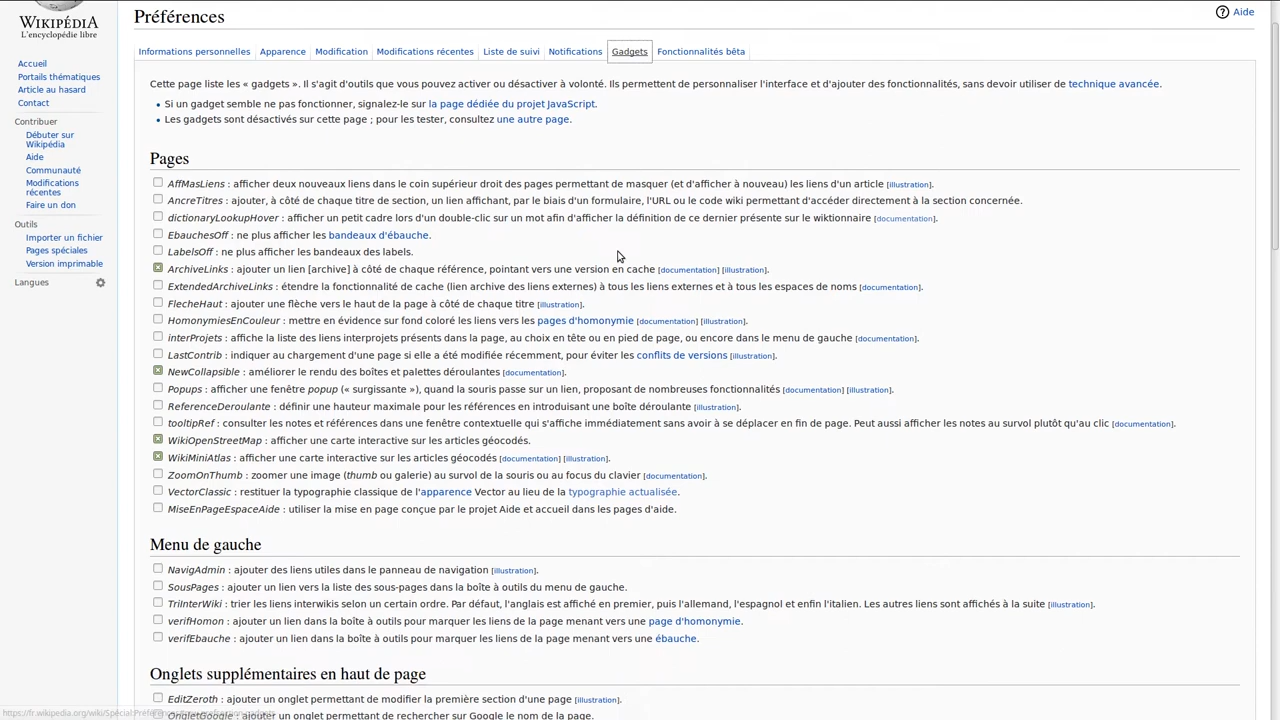 WIKIPÉDIA
L'encyclopédie libre
Accueil
Portails thématiques
Article au hasard
Contact
Contribuer
Débuter sur
Wikipédia
Aide
Communauté
Modifications
récentes
Faire un don
Outils
Importer un fichier
Pages spéciales
Version imprimable
Langues
Préférences
Aide
Informations personnelles Apparence Modification Modifications récentes Liste de suivi Notifications Gadgets Fonctionnalités bêta
Cette page liste les « gadgets ». Il s'agit d'outils que vous pouvez activer ou désactiver à volonté. Ils permettent de personnaliser l'interface et d'ajouter des fonctionnalités, sans devoir utiliser de technique avancée.
• Si un gadget semble ne pas fonctionner, signalez-le sur la page dédiée du projet JavaScript.
• Les gadgets sont désactivés sur cette page ; pour les tester, consultez une autre page.
Pages
AffMasLiens : afficher deux nouveaux liens dans le coin supérieur droit des pages permettant de masquer (et d'afficher à nouveau) les liens d'un article [illustration].
AncreTitres : ajouter, à côté de chaque titre de section, un lien affichant, par le biais d'un formulaire, l'URL ou le code wiki permettant d'accéder directement à la section concernée.
dictionaryLookupHover : afficher un petit cadre lors d'un double-clic sur un mot afin d'afficher la définition de ce dernier présente sur le wiktionnaire [documentation].
EbauchesOff : ne plus afficher les bandeaux d'ébauche.
LabelsOff : ne plus afficher les bandeaux des labels.
ArchiveLinks : ajouter un lien [archive] à côté de chaque référence, pointant vers une version en cache [documentation] [illustration].
ExtendedArchiveLinks : étendre la fonctionnalité de cache (lien archive des liens externes) à tous les liens externes et à tous les espaces de noms [documentation].
FlecheHaut : ajouter une flèche vers le haut de la page à côté de chaque titre [illustration].
HomonymiesEnCouleur : mettre en évidence sur fond coloré les liens vers les pages d'homonymie [documentation] [illustration].
interProjets : affiche la liste des liens interprojets présents dans la page, au choix en tête ou en pied de page, ou encore dans le menu de gauche [documentation].
LastContrib : indiquer au chargement d'une page si elle a été modifiée récemment, pour éviter les conflits de versions [illustration].
NewCollapsible : améliorer le rendu des boîtes et palettes déroulantes [documentation].
Popups : afficher une fenêtre popup (« surgissante »), quand la souris passe sur un lien, proposant de nombreuses fonctionnalités [documentation] [illustration].
ReferenceDeroulante : définir une hauteur maximale pour les références en introduisant une boîte déroulante [illustration].
tooltipRef : consulter les notes et références dans une fenêtre contextuelle qui s'affiche immédiatement sans avoir à se déplacer en fin de page. Peut aussi afficher les notes au survol plutôt qu'au clic [documentation].
WikiOpenStreetMap : afficher une carte interactive sur les articles géocodés.
WikiMiniAtlas : afficher une carte interactive sur les articles géocodés [documentation] [illustration].
ZoomOnThumb : zoomer une image (thumb ou galerie) au survol de la souris ou au focus du clavier [documentation].
VectorClassic : restituer la typographie classique de l'apparence Vector au lieu de la typographie actualisée.
MiseEnPageEspaceAide : utiliser la mise en page conçue par le projet Aide et accueil dans les pages d'aide.
Menu de gauche
NavigAdmin : ajouter des liens utiles dans le panneau de navigation [illustration].
SousPages : ajouter un lien vers la liste des sous-pages dans la boîte à outils du menu de gauche.
TriInterWiki : trier les liens interwikis selon un certain ordre. Par défaut, l'anglais est affiché en premier, puis l'allemand, l'espagnol et enfin l'italien. Les autres liens sont affichés à la suite [illustration].
verifHomon : ajouter un lien dans la boîte à outils pour marquer les liens de la page menant vers une page d'homonymie.
verifEbauche : ajouter un lien dans la boîte à outils pour marquer les liens de la page menant vers une ébauche.
Onglets supplémentaires en haut de page
EditZeroth : ajouter un onglet permettant de modifier la première section d'une page [illustration].
OngletGoogle : ajouter un onglet permettant de rechercher sur Google le nom de la page.